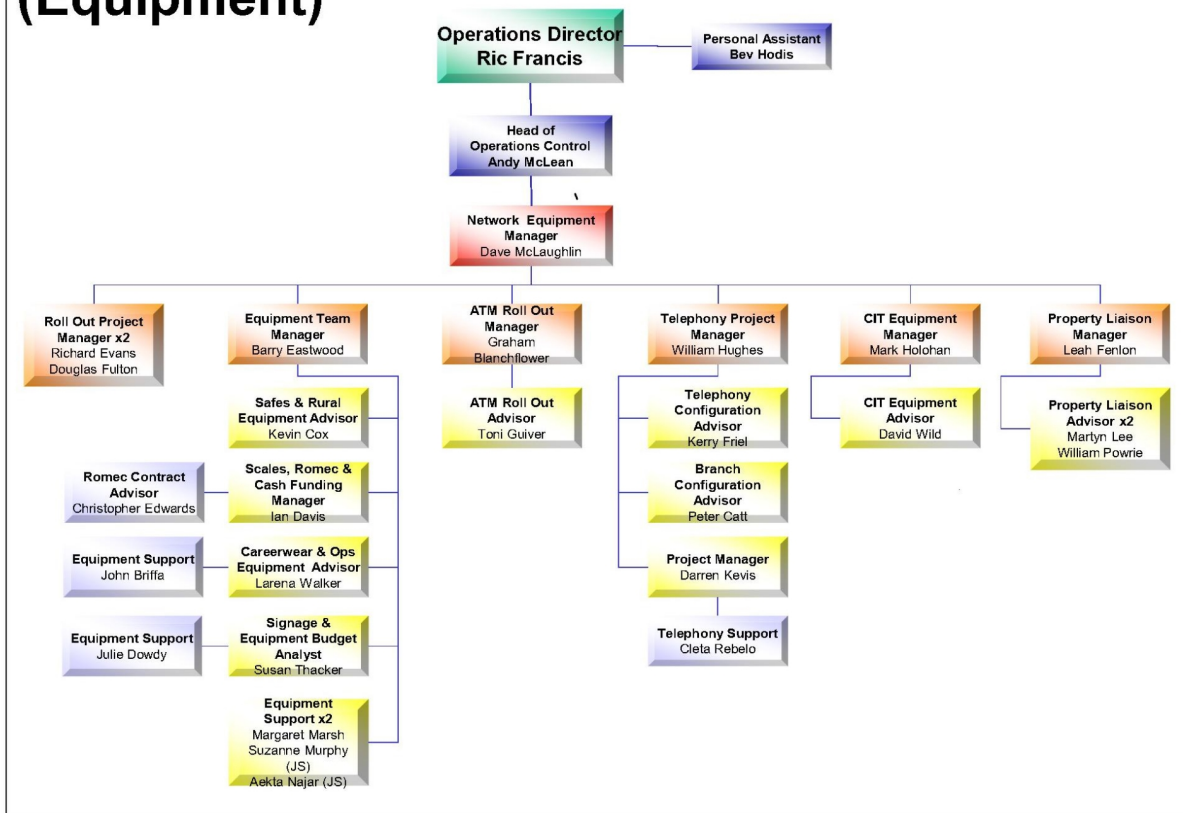 (Equipment)
Operations Director
Ric Francis
Personal Assistant
Bev Hodis
Head of
Operations Control
Andy McLean
Network Equipment
Manager
Dave McLaughlin
Roll Out Project
Manager x2
Richard Evans
Douglas Fulton
Equipment Team
Manager
Barry Eastwood
ATM Roll Out
Manager
Graham
Blanchflower
Telephony Project
Manager
William Hughes
CIT Equipment
Manager
Mark Holohan
Property Liaison
Manager
Leah Fenlon
Safes & Rural
Equipment Advisor
Kevin Cox
ATM Roll Out
Advisor
Toni Guiver
Telephony
Configuration
Advisor
Kerry Friel
CIT Equipment
Advisor
David Wild
Property Liaison
Advisor x2
Martyn Lee
William Powrie
Romec Contract
Advisor
Christopher Edwards
Scales, Romec &
Cash Funding
Manager
Ian Davis
Branch
Configuration
Advisor
Peter Catt
Equipment Support
John Briffa
Careerwear & Ops
Equipment Advisor
Larena Walker
Project Manager
Darren Kevis
Equipment Support
Julie Dowdy
Signage &
Equipment Budget
Analyst
Susan Thacker
Telephony Support
Cleta Rebelo
Equipment
Support x2
Margaret Marsh
Suzanne Murphy
(JS)
Aekta Najar (JS)